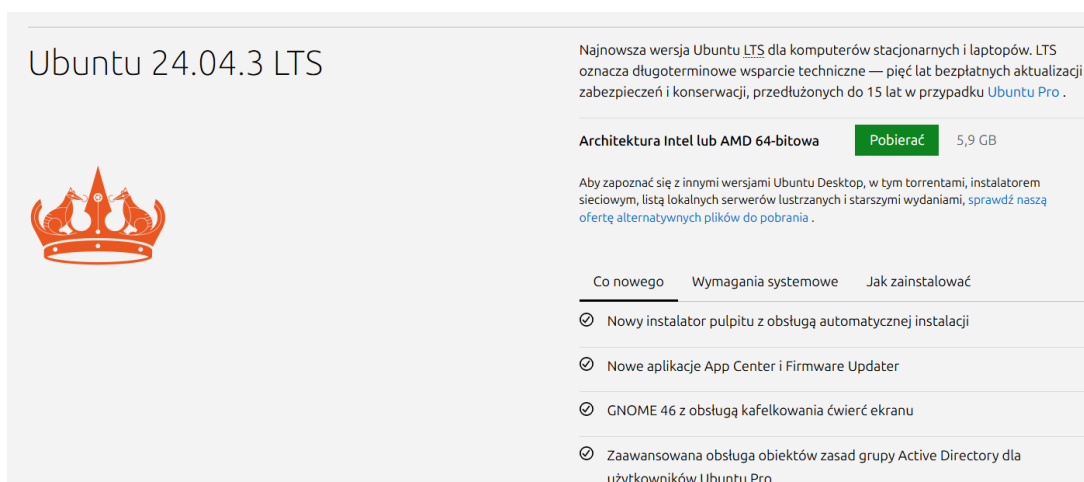 Ubuntu 24.04.3 LTS
Najnowsza wersja Ubuntu LTS dla komputerów stacjonarnych i laptopów. LTS
oznacza długoterminowe wsparcie techniczne — pięć lat bezpłatnych aktualizacji
zabezpieczeń i konserwacji, przedłużonych do 15 lat w przypadku Ubuntu Pro .
Architektura Intel lub AMD 64-bitowa
Pobierać
5,9 GB
Aby zapoznać się z innymi wersjami Ubuntu Desktop, w tym torrentami, instalatorem
sieciowym, listą lokalnych serwerów lustrzanych i starszymi wydaniami, sprawdź naszą
ofertę alternatywnych plików do pobrania .
Co nowego
Wymagania systemowe
Jak zainstalować
Nowy instalator pulpitu z obsługą automatycznej instalacji
Nowe aplikacje App Center i Firmware Updater
GNOME 46 z obsługą kafelkowania ćwierć ekranu
Zaawansowana obsługa obiektów zasad grupy Active Directory dla
użytkowników Ubuntu Pro